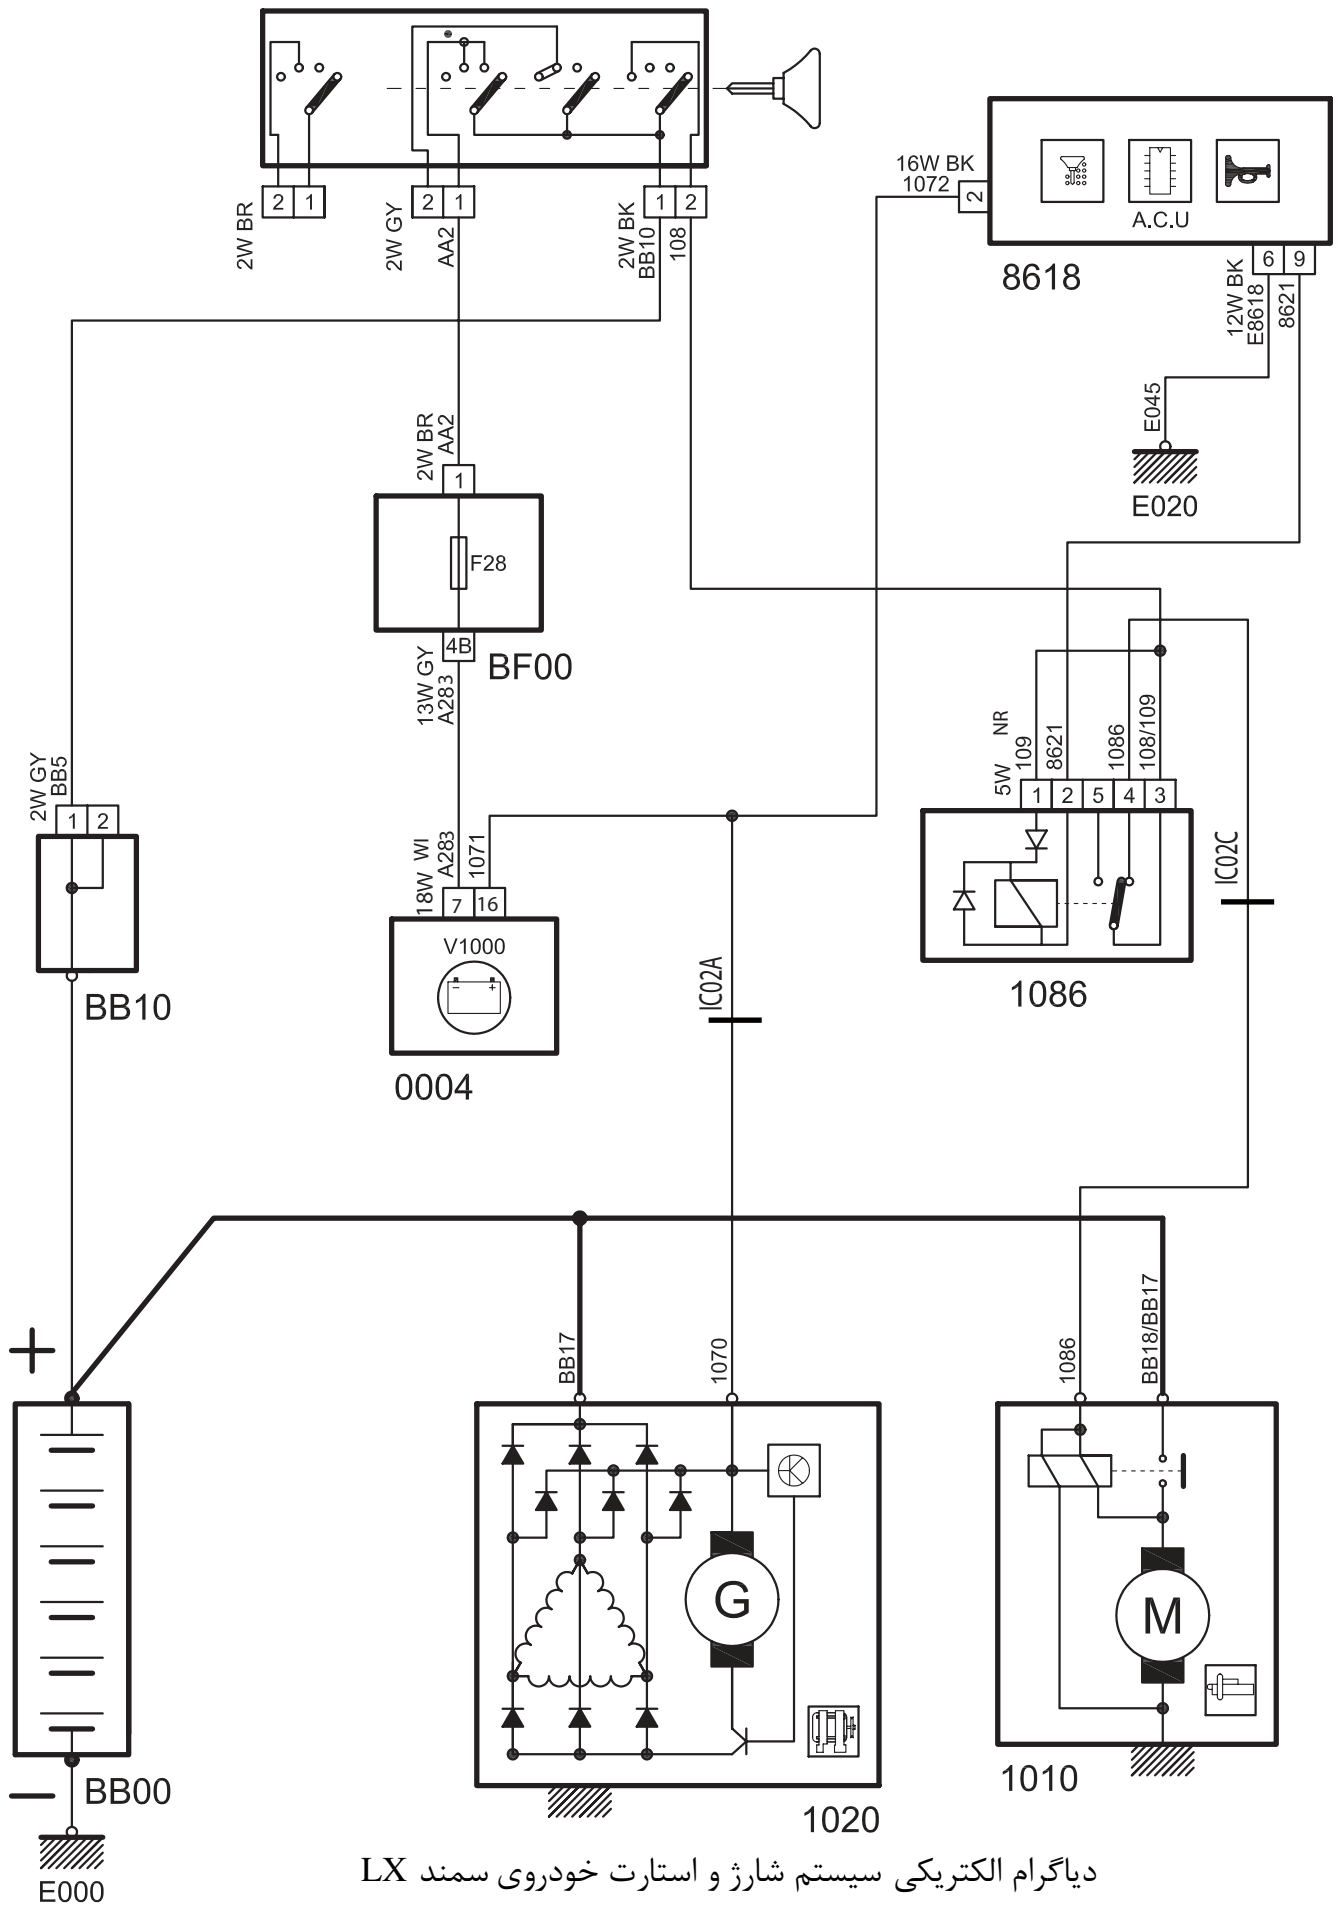 2 1
2W BR
2 1
2W GY
AA2
1 2
2W BK
BB10
108
16W BK
1072
2
A.C.U
8618
6 9
12W BK
E8618
8621
E045
E020
2W BR
AA2
1
F28
4B
BF00
13W GY
A283
2W GY
BB5
1 2
BB10
18W WI
A283
1071
7 16
V1000
- +
0004
IC02A
5W NR
109
8621
1086
108/109
1 2 5 4 3
1086
IC02C
+
BB17
1070
1086
BB18/BB17
G
M
−
BB00
E000
1020
1010
دیاگرام الکتریکی سیستم شارژ و استارت خودروی سمند LX